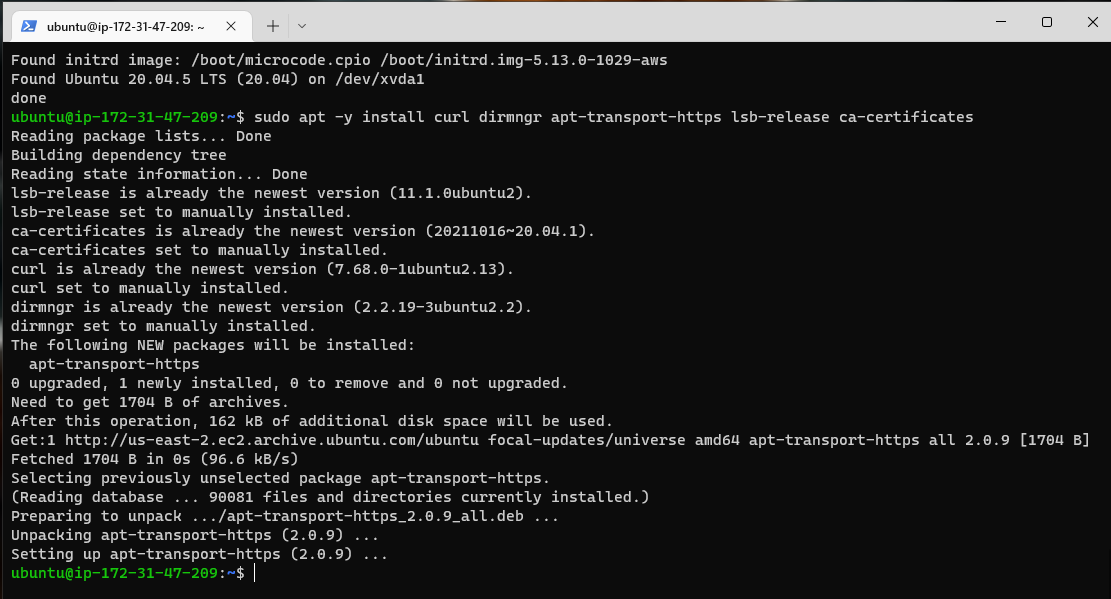 ubuntu@ip-172-31-47-209: ~
Found initrd image: /boot/microcode.cpio /boot/initrd.img-5.13.0-1029-aws
Found Ubuntu 20.04.5 LTS (20.04) on /dev/xvda1
done
ubuntu@ip-172-31-47-209:~$ sudo apt -y install curl dirmngr apt-transport-https lsb-release ca-certificates
Reading package lists... Done
Building dependency tree
Reading state information... Done
lsb-release is already the newest version (11.1.0ubuntu2).
lsb-release set to manually installed.
ca-certificates is already the newest version (20211016~20.04.1).
ca-certificates set to manually installed.
curl is already the newest version (7.68.0-1ubuntu2.13).
curl set to manually installed.
dirmngr is already the newest version (2.2.19-3ubuntu2.2).
dirmngr set to manually installed.
The following NEW packages will be installed:
  apt-transport-https
0 upgraded, 1 newly installed, 0 to remove and 0 not upgraded.
Need to get 1704 B of archives.
After this operation, 162 kB of additional disk space will be used.
Get:1 http://us-east-2.ec2.archive.ubuntu.com/ubuntu focal-updates/universe amd64 apt-transport-https all 2.0.9 [1704 B]
Fetched 1704 B in 0s (96.6 kB/s)
Selecting previously unselected package apt-transport-https.
(Reading database ... 90081 files and directories currently installed.)
Preparing to unpack .../apt-transport-https_2.0.9_all.deb ...
Unpacking apt-transport-https (2.0.9) ...
Setting up apt-transport-https (2.0.9) ...
ubuntu@ip-172-31-47-209:~$